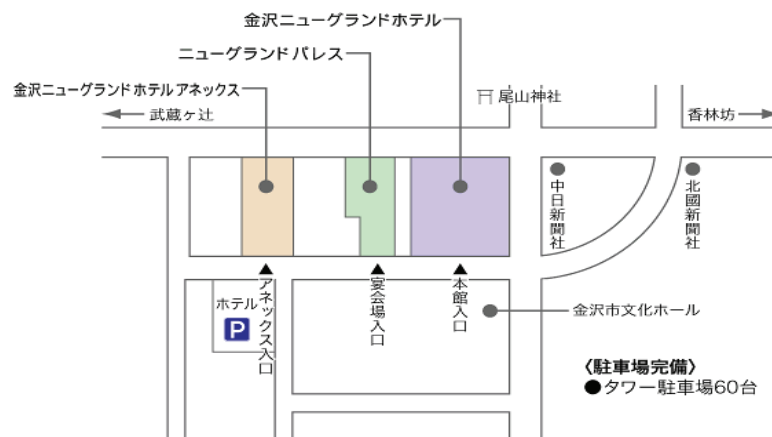 金沢ニューグランドホテル
ニューグランドパレス
金沢ニューグランドホテルアネックス
尾山神社
武蔵ヶ辻
香林坊
中日新聞社
北國新聞社
アネックス入口
宴会場入口
本館入口
ホテル
P
金沢市文化ホール
〈駐車場完備〉
●タワー駐車場60台